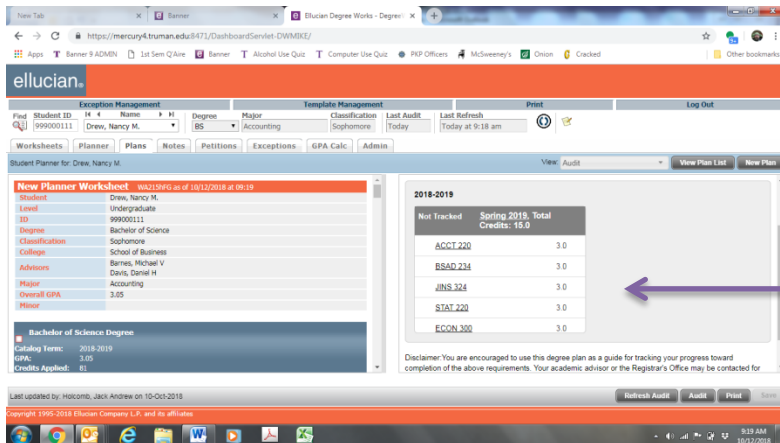 New Tab
Banner
Ellucian Degree Works - Degree
https://mercury4.truman.edu:8471/DashboardServlet-DWMIKE/
Apps T Banner 9 ADMIN 1st Sem Q'Aire Banner T Alcohol Use Quiz T Computer Use Quiz PKP Officers McSweeney's Onion Cracked Other bookmarks
ellucian.
Exception Management Template Management Print Log Out
Find Student ID Name Degree Major Classification Last Audit Last Refresh
999000111 Drew, Nancy M. BS Accounting Sophomore Today Today at 9:18 am
Worksheets Planner Plans Notes Petitions Exceptions GPA Calc Admin
Student Planner for: Drew, Nancy M. View: Audit View Plan List New Plan
New Planner Worksheet WA215hFG as of 10/12/2018 at 09:19
Student Drew, Nancy M.
Level Undergraduate
ID 999000111
Degree Bachelor of Science
Classification Sophomore
College School of Business
Advisors Barnes, Michael V
Davis, Daniel H
Major Accounting
Overall GPA 3.05
Minor
Bachelor of Science Degree
Catalog Term: 2018-2019
GPA: 3.05
Credits Applied: 81
2018-2019
Not Tracked Spring 2019, Total
Credits: 15.0
ACCT 220 3.0
BSAD 234 3.0
JINS 324 3.0
STAT 220 3.0
ECON 300 3.0
Disclaimer:You are encouraged to use this degree plan as a guide for tracking your progress toward
completion of the above requirements. Your academic advisor or the Registrar's Office may be contacted for
Last updated by: Holcomb, Jack Andrew on 10-Oct-2018 Refresh Audit Audit Print Save
Copyright 1995-2018 Ellucian Company L.P. and its affiliates
9:19 AM
10/12/2018